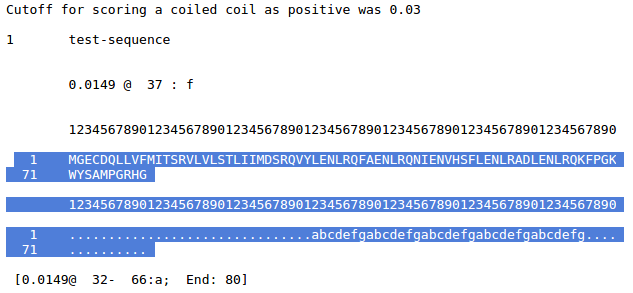 Cutoff for scoring a coiled coil as positive was 0.03
1 test-sequence
0.0149 @ 37 : f
1234567890123456789012345678901234567890123456789012345678901234567890
1 MGECDQLLVFMITSRVLVLSTLIIMDSRQVYLENLRQFAENLRQNIENVHSFLENLRADLENLRQKFPGK
71 WYSAMPGRHG
1234567890123456789012345678901234567890123456789012345678901234567890
1 ...............................abcdefgabcdefgabcdefgabcdefgabcdefg....
71 ..........
[0.0149@ 32- 66:a; End: 80]